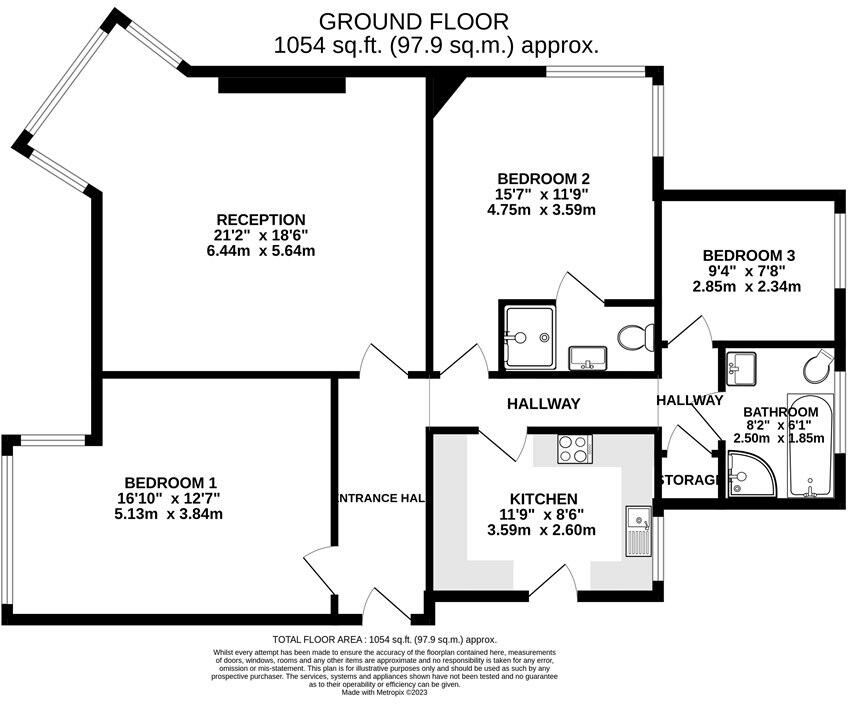 GROUND FLOOR
1054 sq.ft. (97.9 sq.m.) approx.
BEDROOM 2
15'7" x 11'9"
4.75m x 3.59m
RECEPTION
21'2" x 18'6"
6.44m x 5.64m
BEDROOM 3
9'4" x 7'8"
2.85m x 2.34m
HALLWAY
HALLWAY
BATHROOM
8'2" x 6'1"
2.50m x 1.85m
BEDROOM 1
16'10" x 12'7"
5.13m x 3.84m
ENTRANCE HAL
KITCHEN
11'9" x 8'6"
3.59m x 2.60m
STORAGE
TOTAL FLOOR AREA : 1054 sq.ft. (97.9 sq.m.) approx.
Whilst every attempt has been made to ensure the accuracy of the floorplan contained here, measurements
of doors, windows, rooms and any other items are approximate and no responsibility is taken for any error,
omission or mis-statement. This plan is for illustrative purposes only and should be used as such by any
prospective purchaser. The services, systems and appliances shown have not been tested and no guarantee
as to their operability or efficiency can be given.
Made with Metropix ©2023